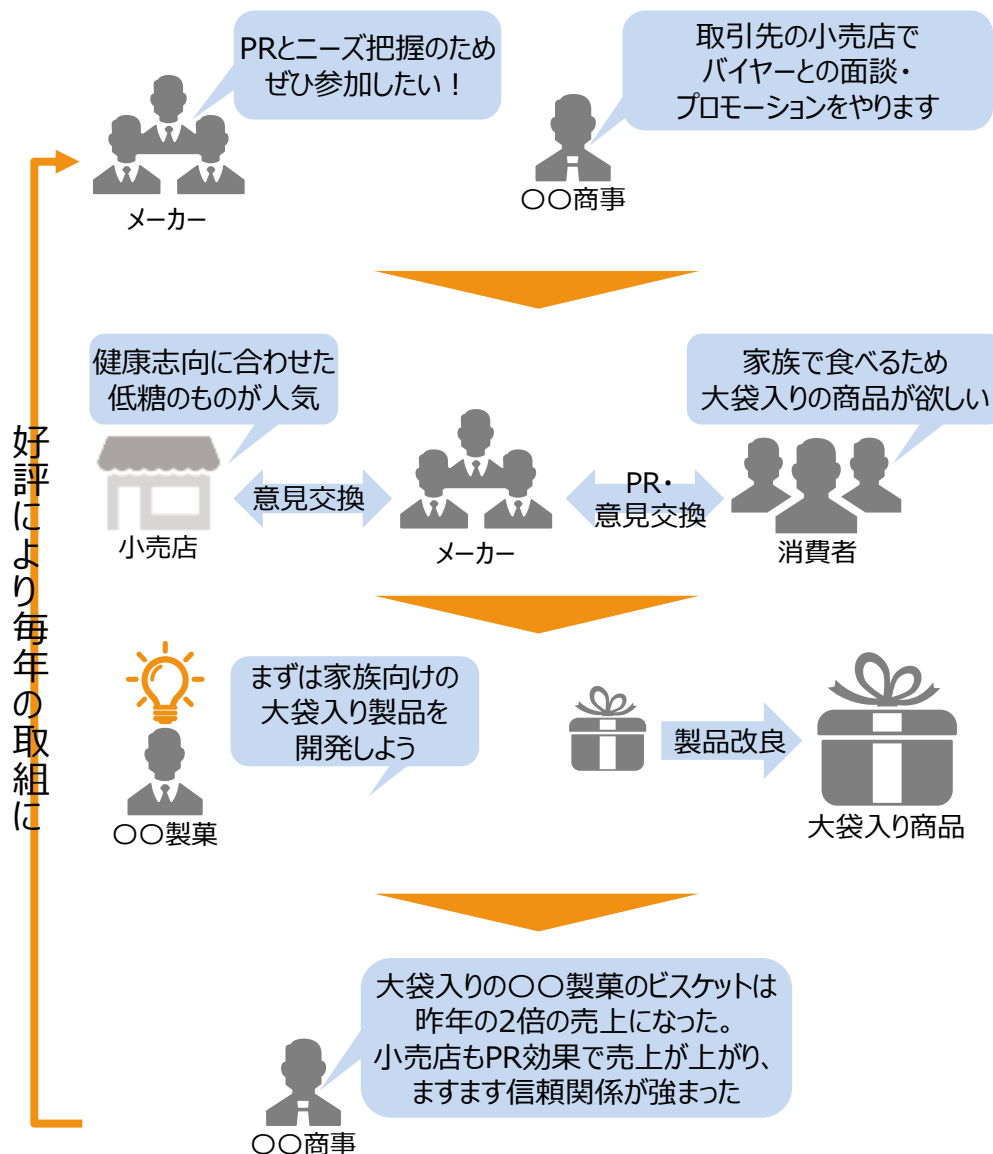 PRとニーズ把握のため
ぜひ参加したい！
取引先の小売店で
バイヤーとの面談・
プロモーションをやります
メーカー
〇〇商事
健康志向に合わせた
低糖のものが人気
家族で食べるため
大袋入りの商品が欲しい
意見交換
PR・
意見交換
小売店
メーカー
消費者
好評により毎年の取組に
まずは家族向けの
大袋入り製品を
開発しよう
製品改良
〇〇製菓
大袋入り商品
大袋入りの〇〇製菓のビスケットは
昨年の2倍の売上になった。
小売店もPR効果で売上が上がり、
ますます信頼関係が強まった
〇〇商事